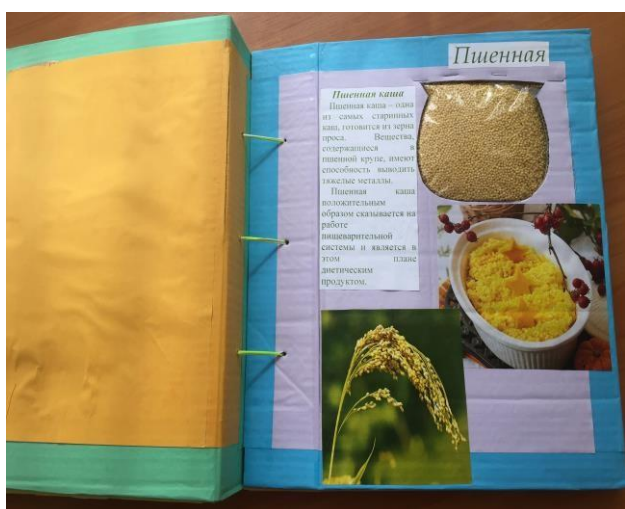 Пшенная
Пшенная каша
Пшенная каша – одна
из самых старинных
каш, готовится из зерна
проса. Вещества,
содержащиеся в
пшенной крупе, имеют
способность выводить
тяжелые металлы.
Пшенная каша
положительным
образом сказывается на
работе
пищеварительной
системы и является в
этом плане
диетическим
продуктом.